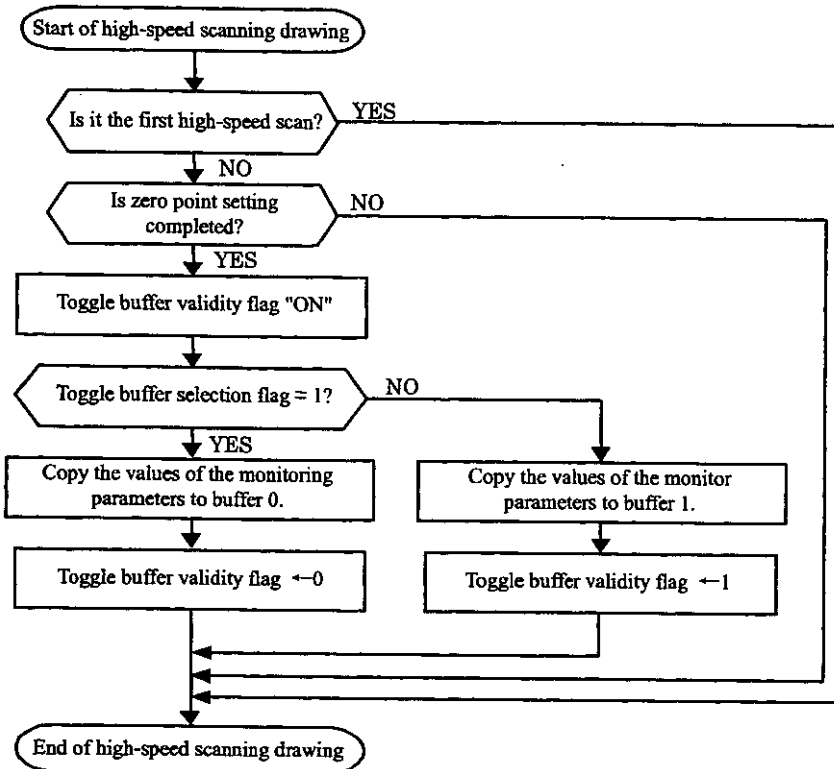 Start of high-speed scanning drawing
Is it the first high-speed scan?
YES
NO
Is zero point setting
completed?
NO
YES
Toggle buffer validity flag "ON"
Toggle buffer selection flag = 1?
NO
YES
Copy the values of the monitoring
parameters to buffer 0.
Copy the values of the monitor
parameters to buffer 1.
Toggle buffer validity flag ←0
Toggle buffer validity flag ←1
End of high-speed scanning drawing